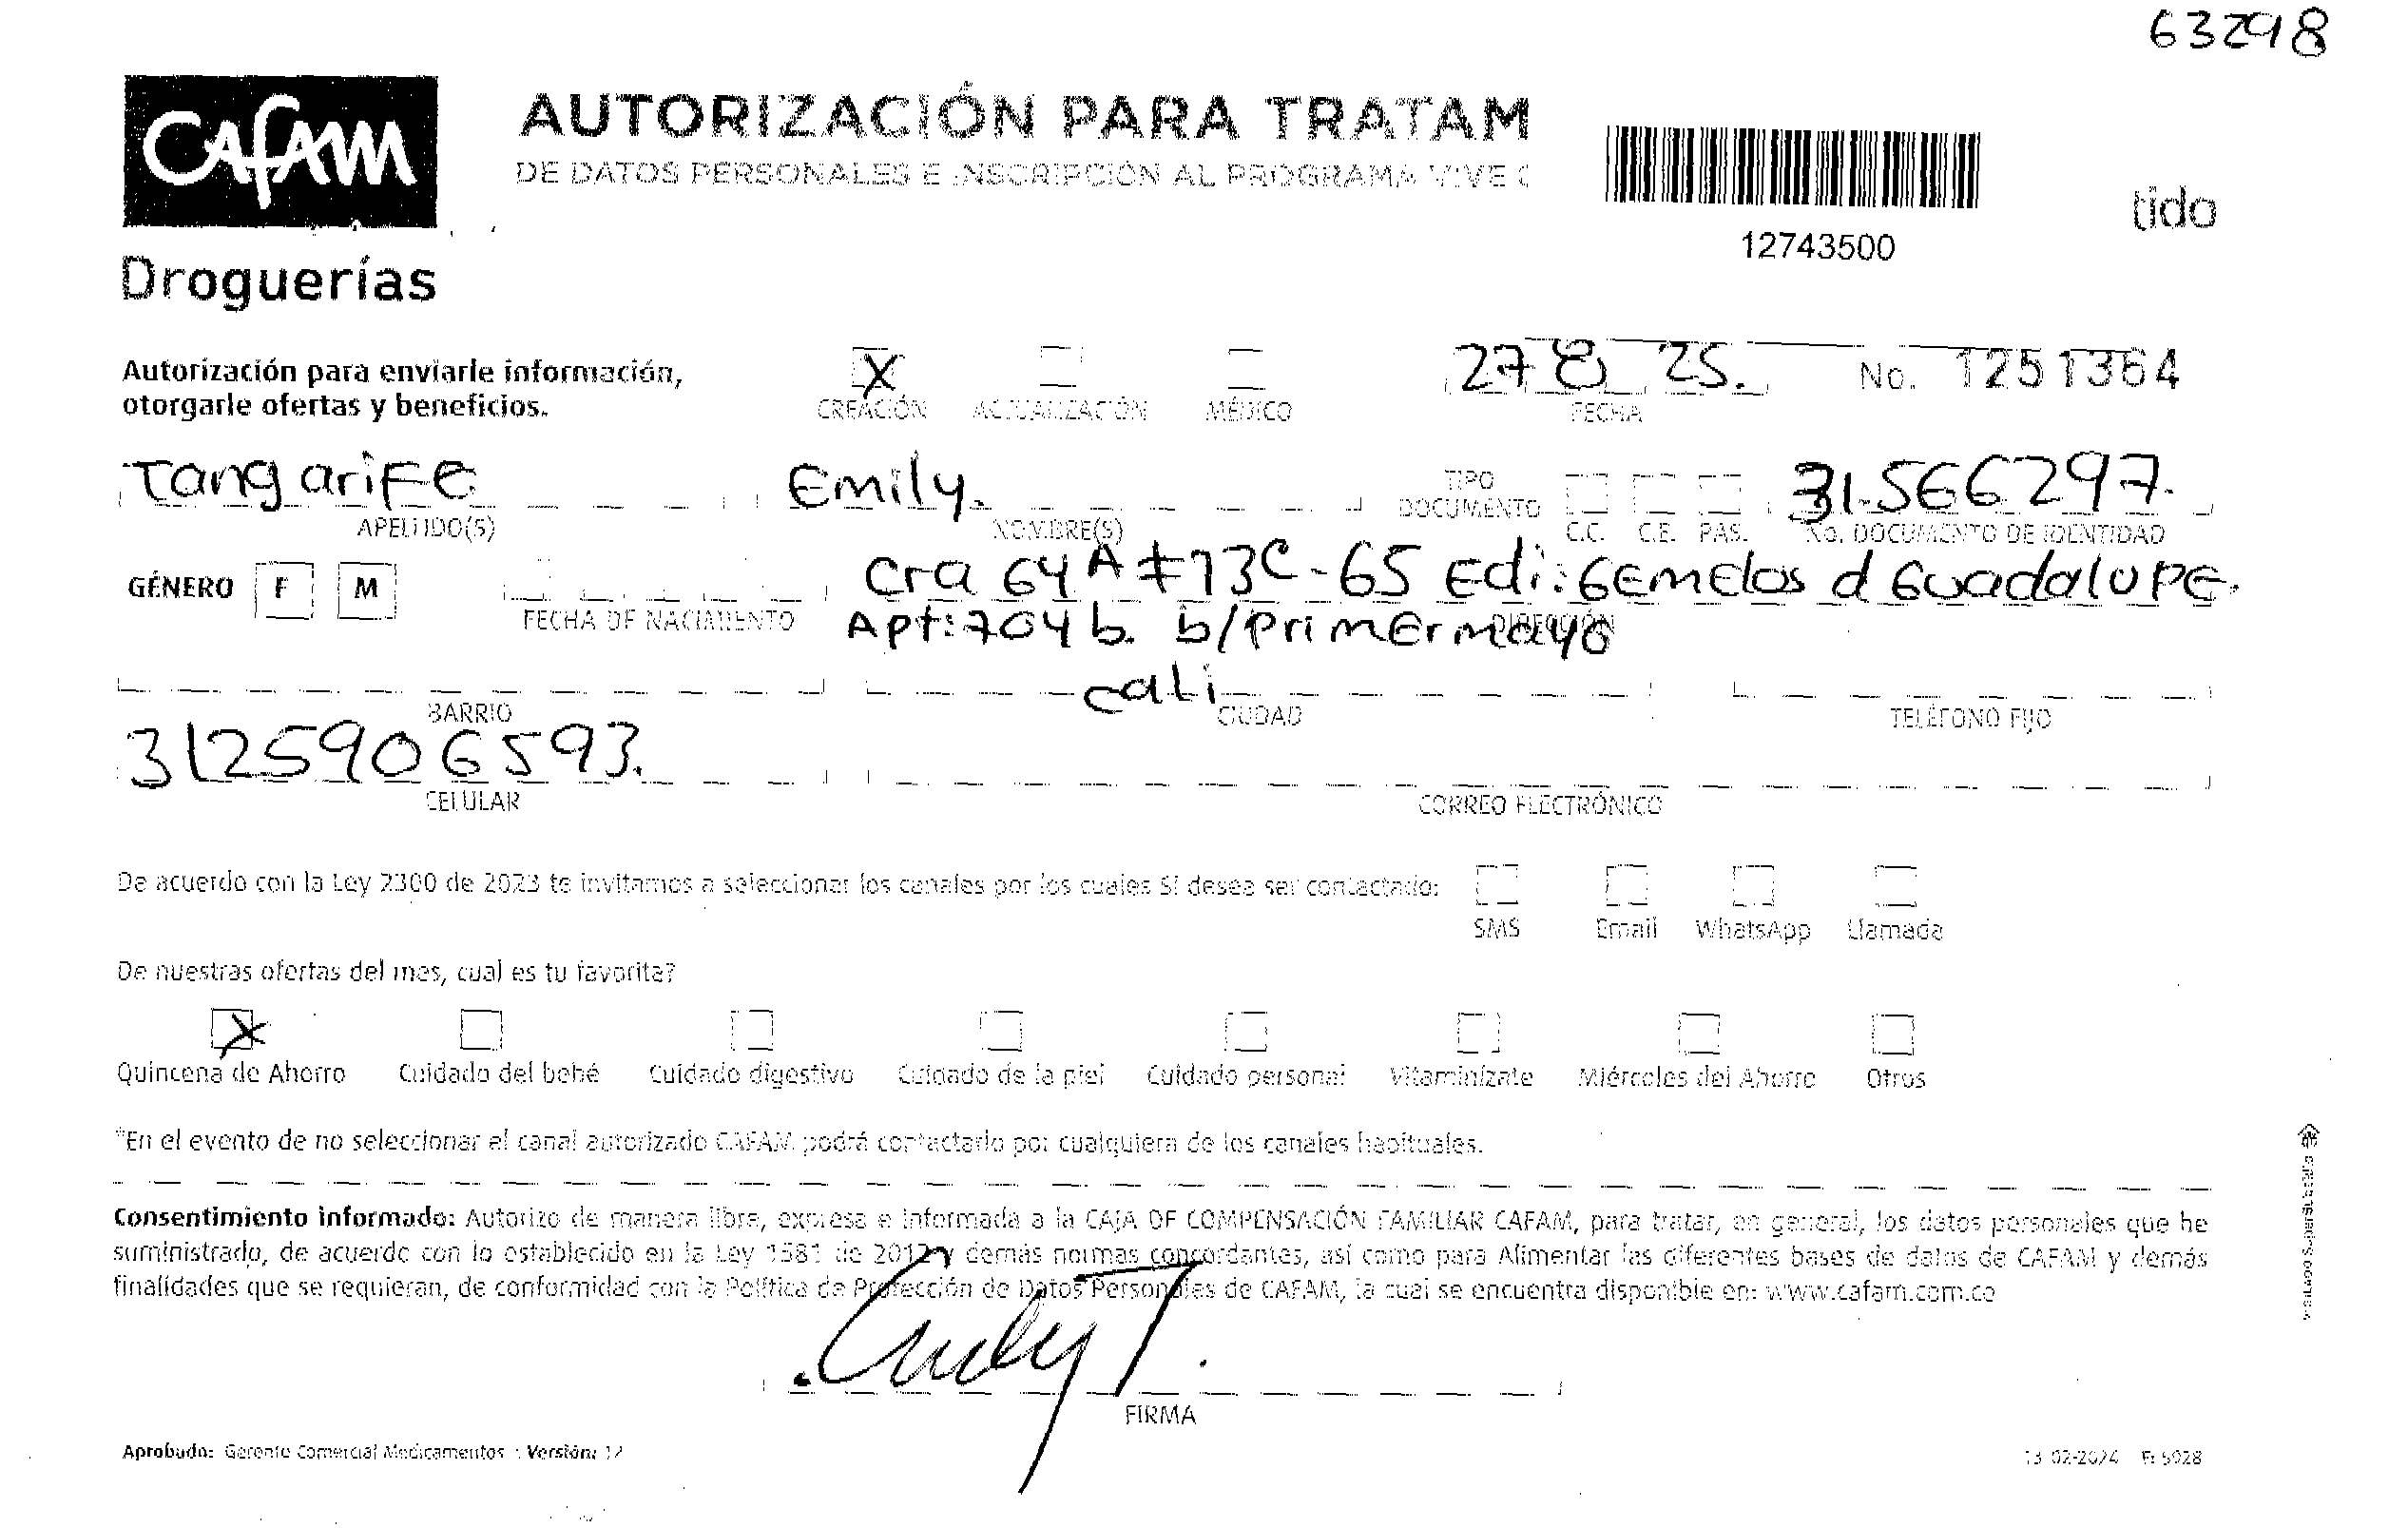 63298
CAFAM
Droguerías
AUTORIZACIÓN PARA TRATAM
DE DATOS PERSONALES E INSCRIPCIÓN AL PROGRAMA VIVE C
12743500
tido
Autorización para enviarle información,
otorgarle ofertas y beneficios.
X
CREACIÓN ACTUALIZACIÓN MÉDICO
27 8 25.
FECHA
No. 1251364
Tangarife
APELLIDO(S)
Emily.
NOMBRE(S)
TIPO
DOCUMENTO
C.C. C.E. PAS.
31.566297.
No. DOCUMENTO DE IDENTIDAD
GÉNERO F M
FECHA DE NACIMIENTO
Cra 64A #13C-65 Edi: GEMElos d GuadalUPE.
Apt: 704 b. b/primermayo
DIRECCIÓN
BARRIO
cali
CIUDAD
TELÉFONO FIJO
3125906593.
CELULAR
CORREO ELECTRÓNICO
De acuerdo con la Ley 2300 de 2023 te invitamos a seleccionar los canales por los cuales SÍ desea ser contactado:
SMS Email WhatsApp Llamada
De nuestras ofertas del mes, cual es tu favorita?
X
Quincena de Ahorro Cuidado del bebé Cuidado digestivo Cuidado de la piel Cuidado personal Vitaminízate Miércoles del Ahorro Otros
*En el evento de no seleccionar el canal autorizado CAFAM podrá contactarlo por cualquiera de los canales habituales.
Consentimiento informado: Autorizo de manera libre, expresa e informada a la CAJA DE COMPENSACIÓN FAMILIAR CAFAM, para tratar, en general, los datos personales que he
suministrado, de acuerdo con lo establecido en la Ley 1581 de 2012 y demás normas concordantes, así como para Alimentar las diferentes bases de datos de CAFAM y demás
finalidades que se requieran, de conformidad con la Política de Protección de Datos Personales de CAFAM, la cual se encuentra disponible en: www.cafam.com.co
Emily T.
FIRMA
Aprobado: Gerente Comercial Medicamentos Versión: 12
13-02-2024 F: 5928
VIGILADO SuperSubsidio